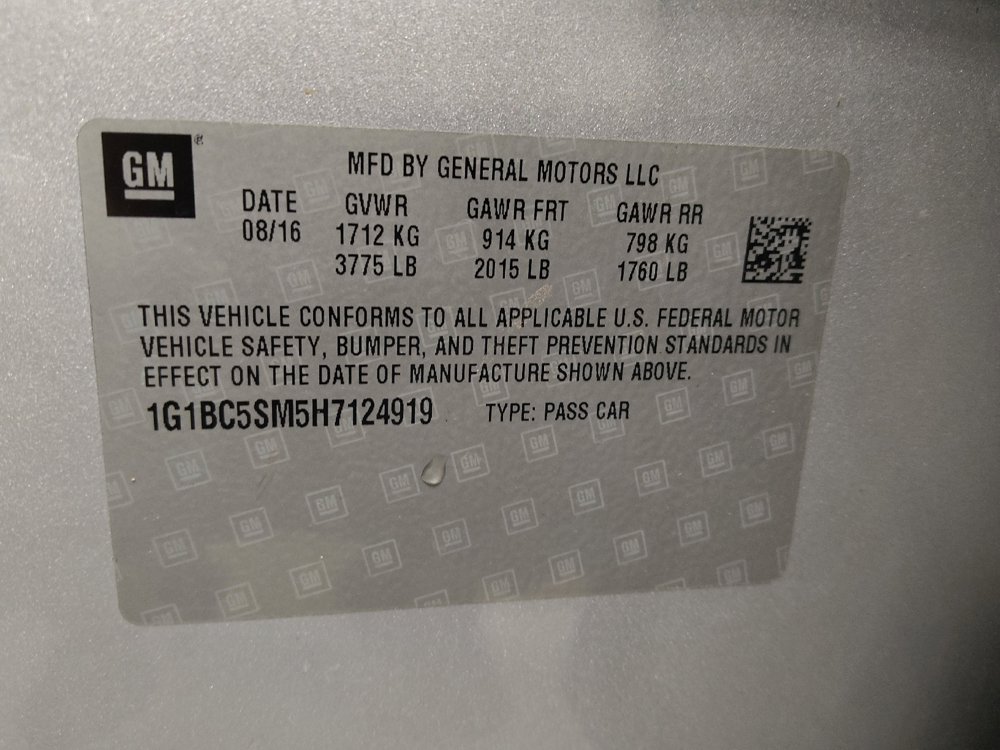 GM
MFD BY GENERAL MOTORS LLC
DATE GVWR GAWR FRT GAWR RR
08/16 1712 KG 914 KG 798 KG
3775 LB 2015 LB 1760 LB
THIS VEHICLE CONFORMS TO ALL APPLICABLE U.S. FEDERAL MOTOR
VEHICLE SAFETY, BUMPER, AND THEFT PREVENTION STANDARDS IN
EFFECT ON THE DATE OF MANUFACTURE SHOWN ABOVE.
1G1BC5SM5H7124919 TYPE: PASS CAR